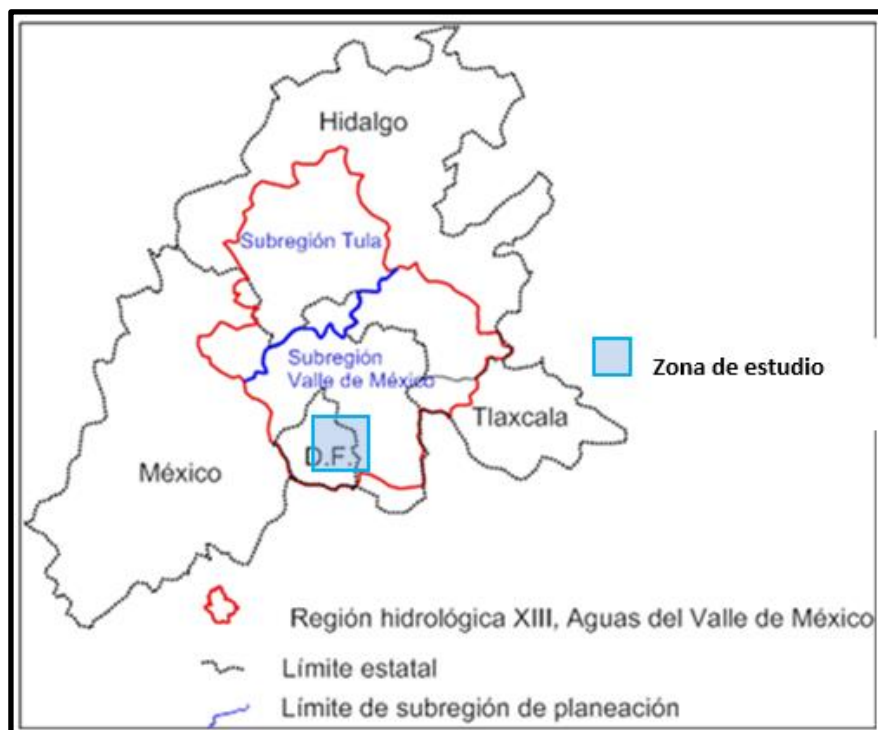 Hidalgo
Subregión Tula
Subregión
Valle de México
Zona de estudio
Tlaxcala
D.F.
México
Región hidrológica XIII, Aguas del Valle de México
Límite estatal
Límite de subregión de planeación